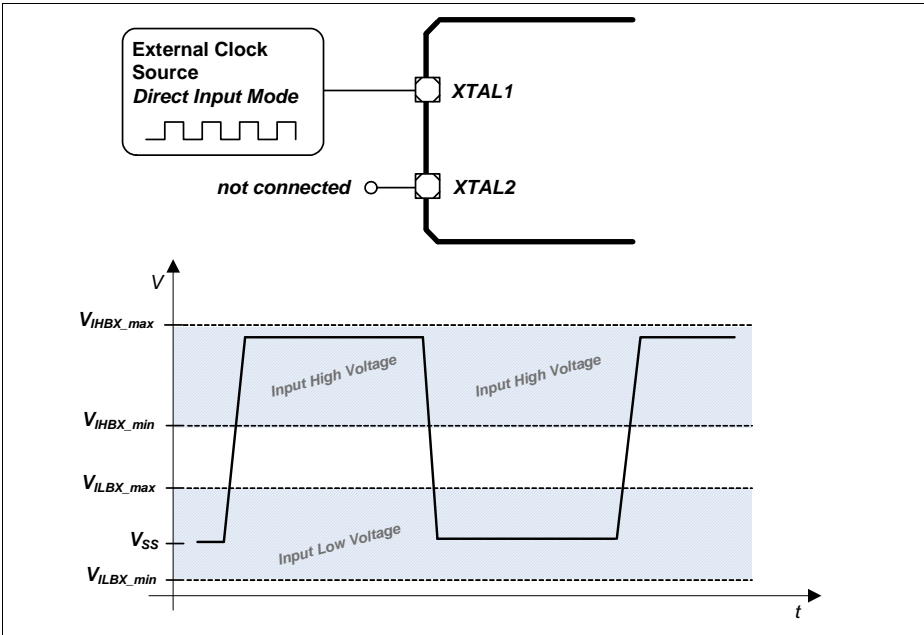 External Clock
Source
Direct Input Mode
XTAL1
not connected
XTAL2
V
VIHBX_max
Input High Voltage
Input High Voltage
VIHBX_min
VILBX_max
VSS
Input Low Voltage
VILBX_min
t